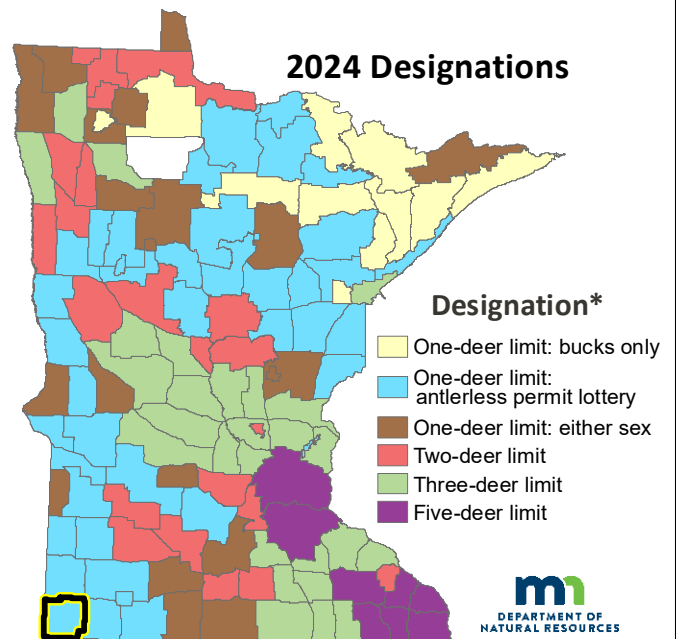 2024 Designations
Designation*
One-deer limit: bucks only
One-deer limit:
antlerless permit lottery
One-deer limit: either sex
Two-deer limit
Three-deer limit
Five-deer limit
mn
DEPARTMENT OF
NATURAL RESOURCES